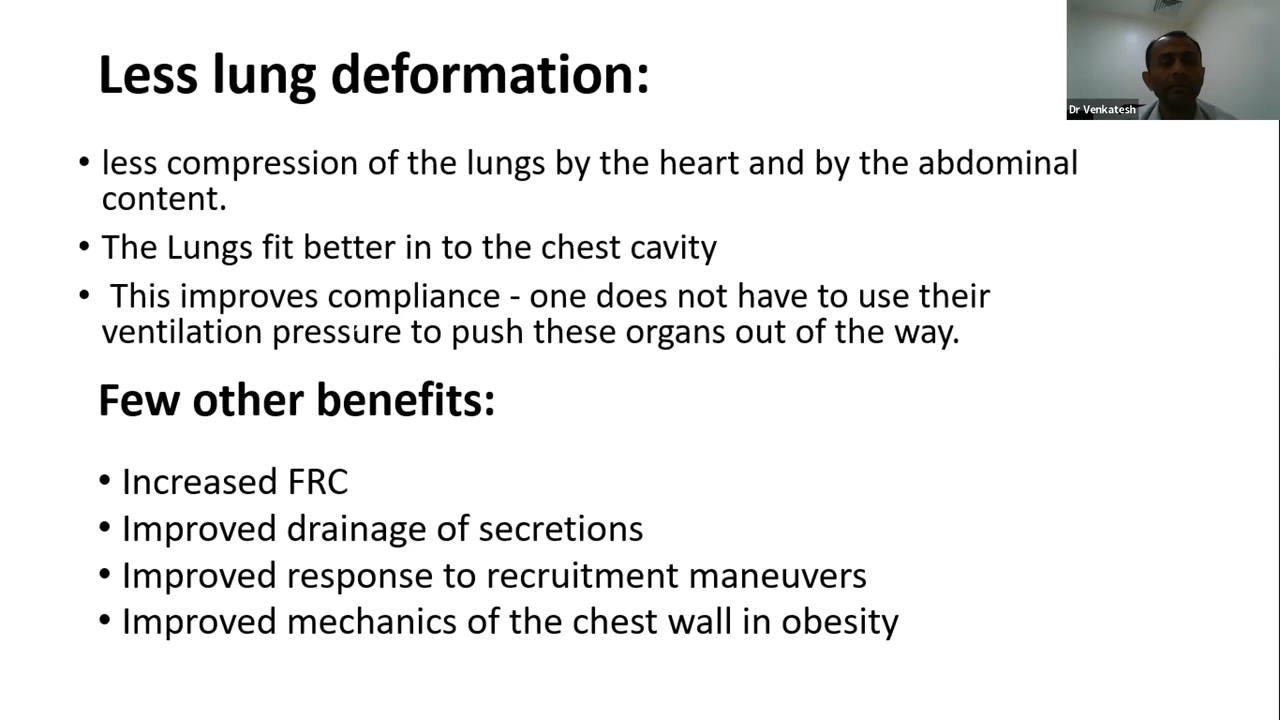 Less lung deformation:
Dr Venkatesh
• less compression of the lungs by the heart and by the abdominal
content.
• The Lungs fit better in to the chest cavity
• This improves compliance - one does not have to use their
ventilation pressure to push these organs out of the way.
Few other benefits:
• Increased FRC
• Improved drainage of secretions
• Improved response to recruitment maneuvers
• Improved mechanics of the chest wall in obesity